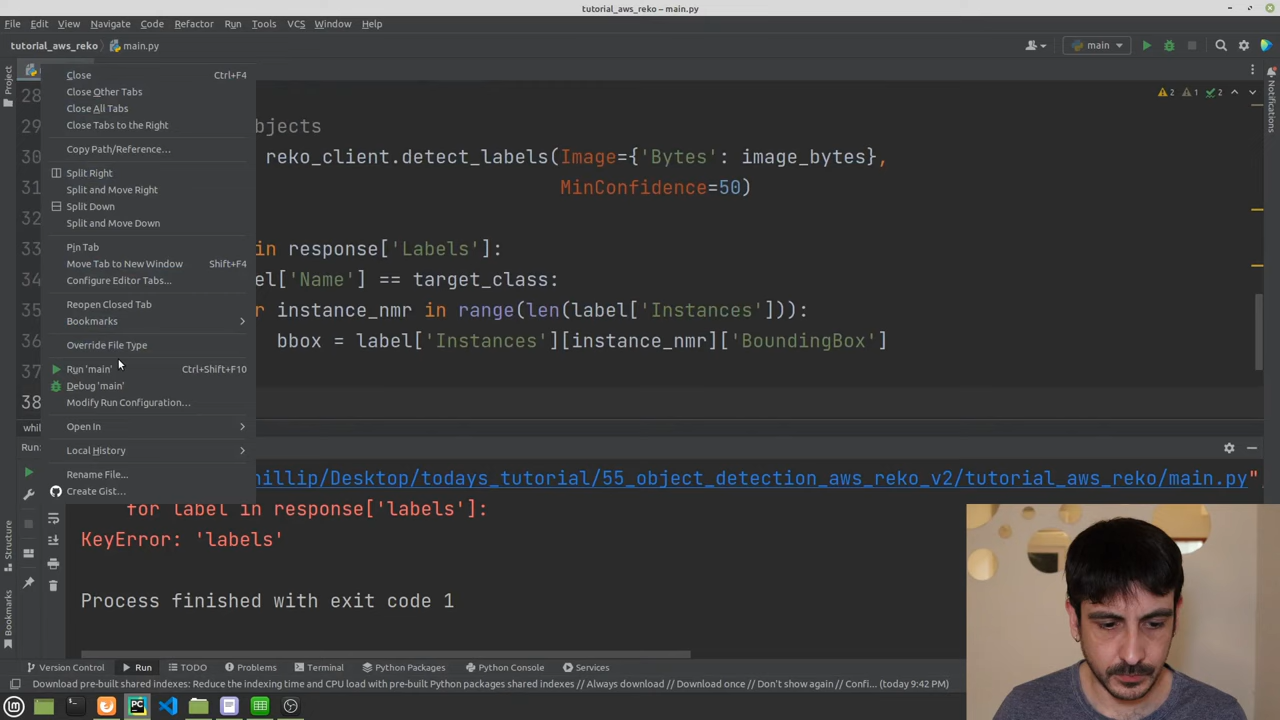 tutorial_aws_reko – main.py
File Edit View Navigate Code Refactor Run Tools VCS Window Help
tutorial_aws_reko main.py main
Project
Notifications
Close Ctrl+F4
Close Other Tabs
Close All Tabs
Close Tabs to the Right
Copy Path/Reference...
Split Right
Split and Move Right
Split Down
Split and Move Down
Pin Tab
Move Tab to New Window Shift+F4
Configure Editor Tabs...
Reopen Closed Tab
Bookmarks
Override File Type
Run 'main' Ctrl+Shift+F10
Debug 'main'
Modify Run Configuration...
Open In
Local History
Rename File...
Create Gist...
2 1 2
28
29 bjects
30 reko_client.detect_labels(Image={'Bytes': image_bytes},
31 MinConfidence=50)
32
33 in response['Labels']:
34 el['Name'] == target_class:
35 r instance_nmr in range(len(label['Instances'])):
36 bbox = label['Instances'][instance_nmr]['BoundingBox']
37
38
whil
Run:
hillip/Desktop/todays_tutorial/55_object_detection_aws_reko_v2/tutorial_aws_reko/main.py"
for label in response['labels']:
KeyError: 'labels'
Process finished with exit code 1
Structure
Bookmarks
Version Control Run TODO Problems Terminal Python Packages Python Console Services
Download pre-built shared indexes: Reduce the indexing time and CPU load with pre-built Python packages shared indexes // Always download // Download once // Don't show again // Confi... (today 9:42 PM)